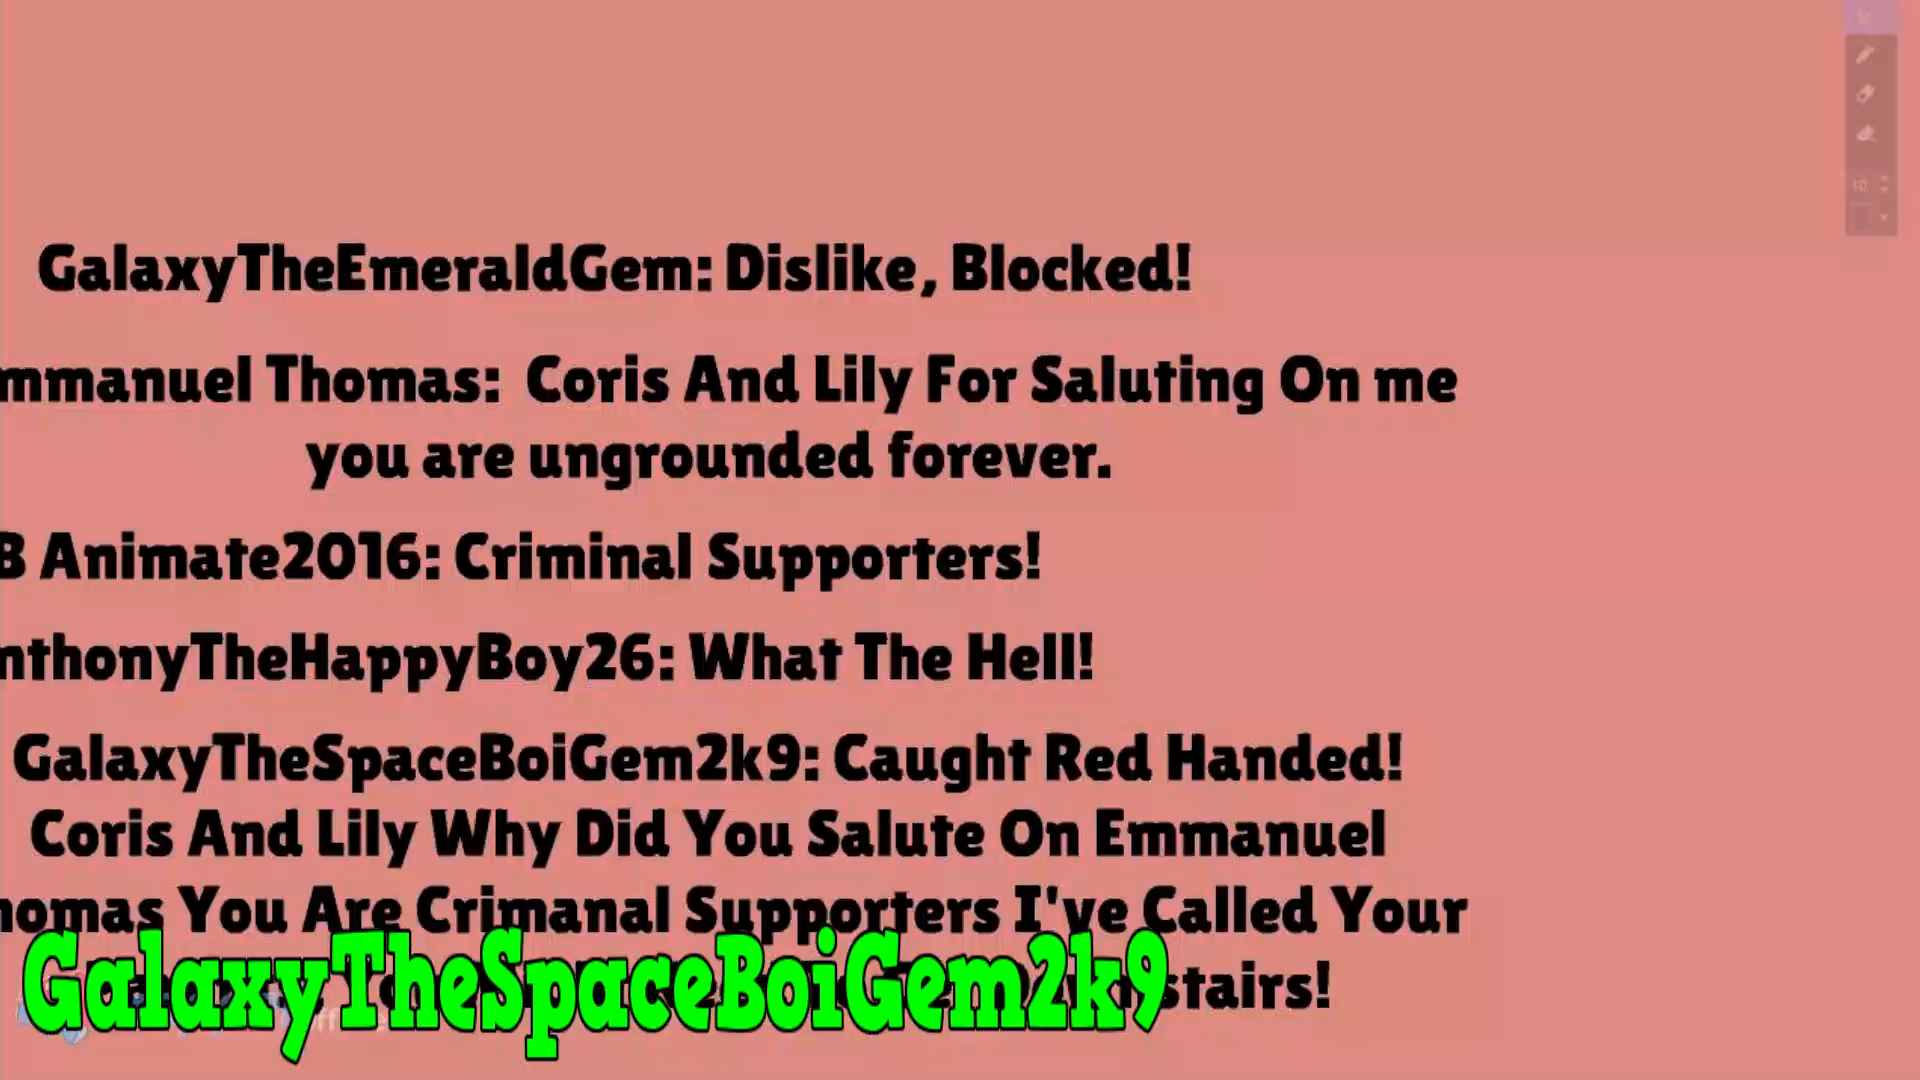 GalaxyTheEmeraldGem: Dislike, Blocked!
mmanuel Thomas: Coris And Lily For Saluting On me
you are ungrounded forever.
B Animate2016: Criminal Supporters!
nthonyTheHappyBoy26: What The Hell!
GalaxyTheSpaceBoiGem2k9: Caught Red Handed!
Coris And Lily Why Did You Salute On Emmanuel
homas You Are Crimanal Supporters I've Called Your
stairs!
GalaxyTheSpaceBoiGem2k9